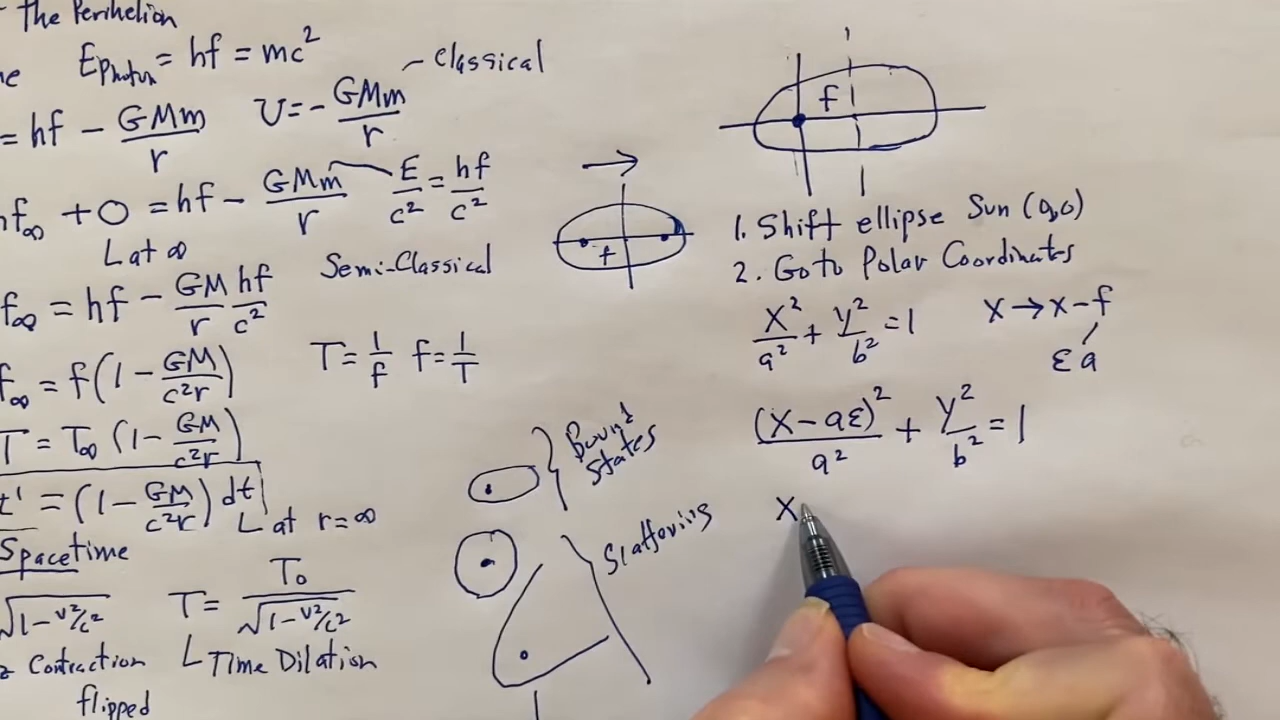 The Perihelion
E_Photon = hf = mc²
= hf - GMm/r   U = - GMm/r - Classical
f∞ + 0 = hf - GMm/r   E/c² = hf/c²
L at ∞
Semi-Classical
f∞ = hf - GM/r hf/c²
f∞ = f(1 - GM/c²r)   T = 1/f   f = 1/T
T = T∞ (1 - GM/c²r)
t' = (1 - GM/c²r) dt
L at r = ∞
Spacetime
√1 - v²/c²   T = T₀/√1 - v²/c²
Contraction   L Time Dilation
flipped
f
f
Bound
States
Scattering
1. Shift ellipse Sun (0,0)
2. Go to Polar Coordinates
x²/a² + y²/b² = 1   x → x - f
εa
(x - aε)²/a² + y²/b² = 1
x